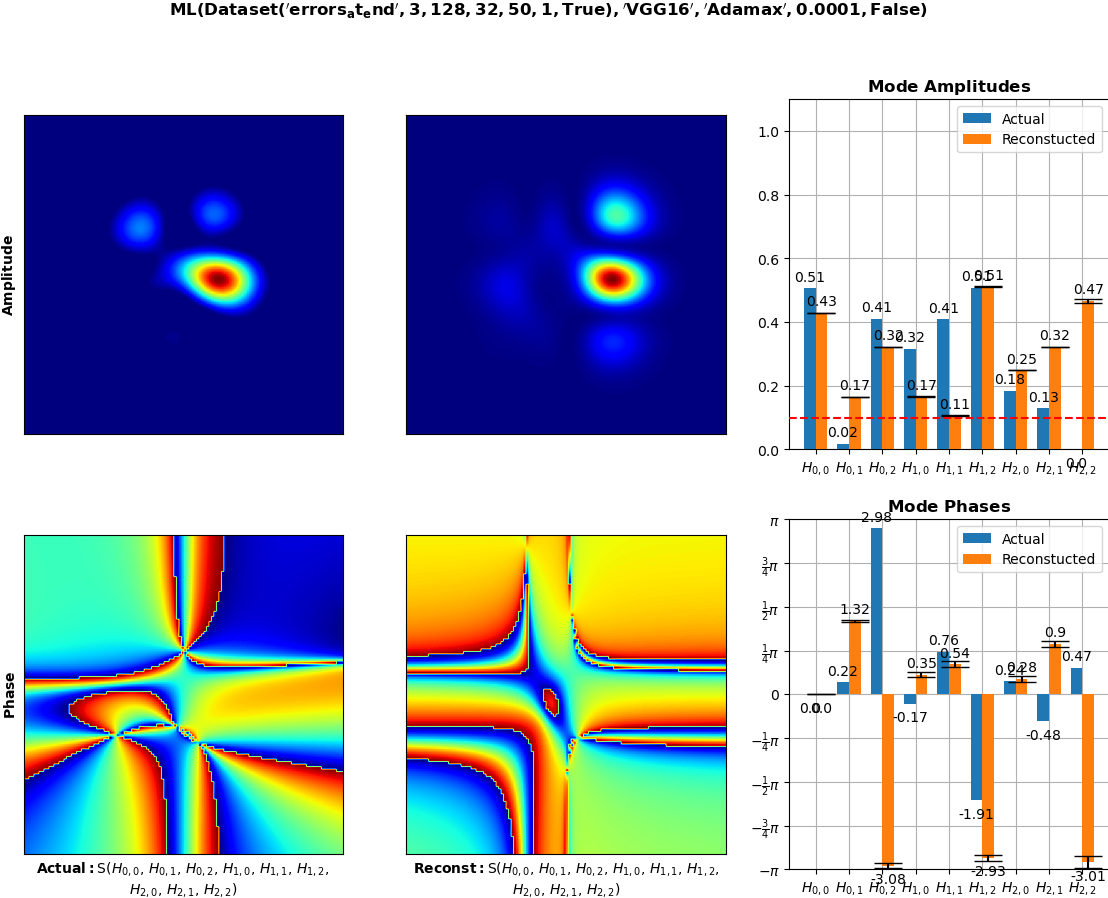 ML(Dataset('errors_at_end', 3, 128, 32, 50, 1, True), 'VGG16', 'Adamax', 0.0001, False)
Amplitude
Mode Amplitudes
Actual
Reconstucted
1.0
0.8
0.6
0.4
0.2
0.0
0.51
0.43
0.02
0.17
0.41
0.32
0.32
0.17
0.41
0.11
0.51
0.51
0.18
0.25
0.13
0.32
0.0
0.47
H0,0 H0,1 H0,2 H1,0 H1,1 H1,2 H2,0 H2,1 H2,2
Phase
Actual: S(H0,0, H0,1, H0,2, H1,0, H1,1, H1,2,
H2,0, H2,1, H2,2)
Reconst: S(H0,0, H0,1, H0,2, H1,0, H1,1, H1,2,
H2,0, H2,1, H2,2)
Mode Phases
Actual
Reconstucted
π
3/4π
1/2π
1/4π
0
−1/4π
−1/2π
−3/4π
−π
0.0
0.0
0.22
1.32
2.98
-3.08
-0.17
0.35
0.76
0.54
-1.91
-2.93
0.28
-0.48
0.9
0.47
-3.01
H0,0 H0,1 H0,2 H1,0 H1,1 H1,2 H2,0 H2,1 H2,2